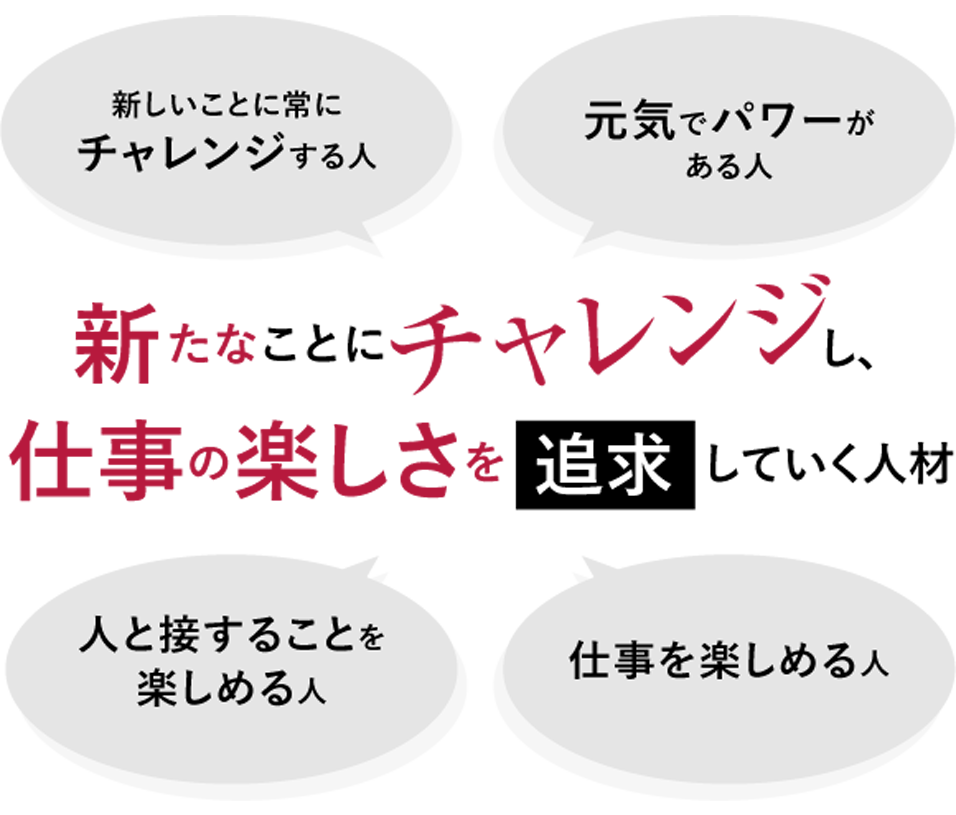 新しいことに常に
チャレンジする人
元気でパワーが
ある人
新たなことにチャレンジし、
仕事の楽しさを追求していく人材
人と接することを
楽しめる人
仕事を楽しめる人